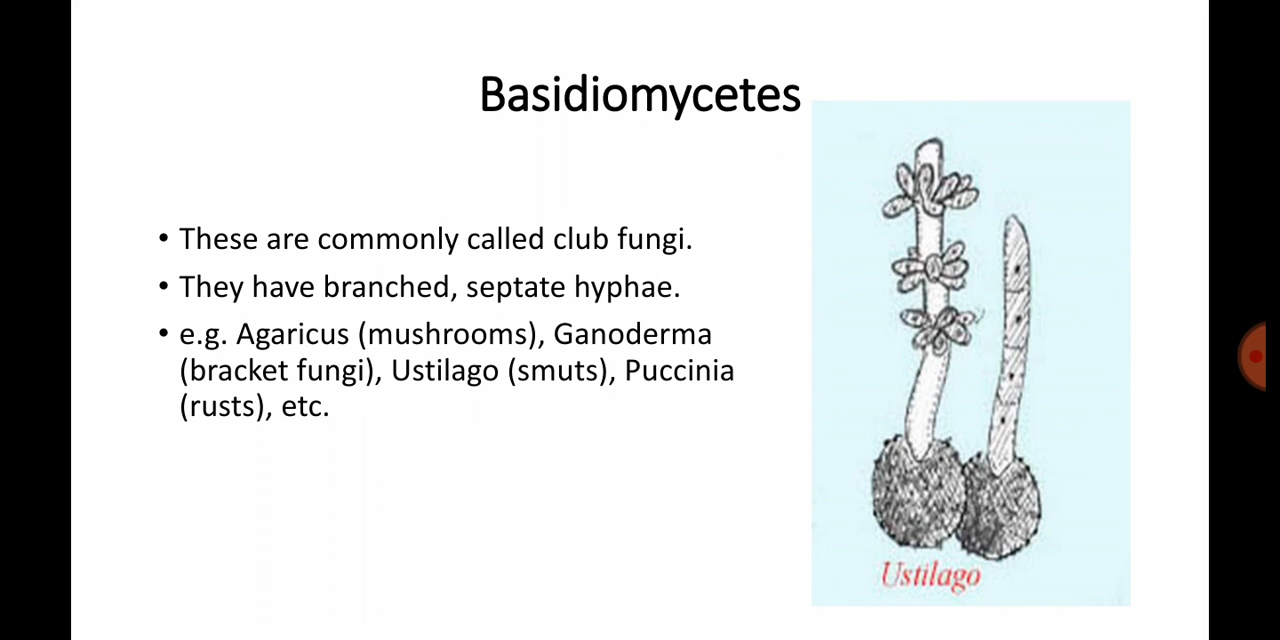 Basidiomycetes
• These are commonly called club fungi.
• They have branched, septate hyphae.
• e.g. Agaricus (mushrooms), Ganoderma
(bracket fungi), Ustilago (smuts), Puccinia
(rusts), etc.
Ustilago